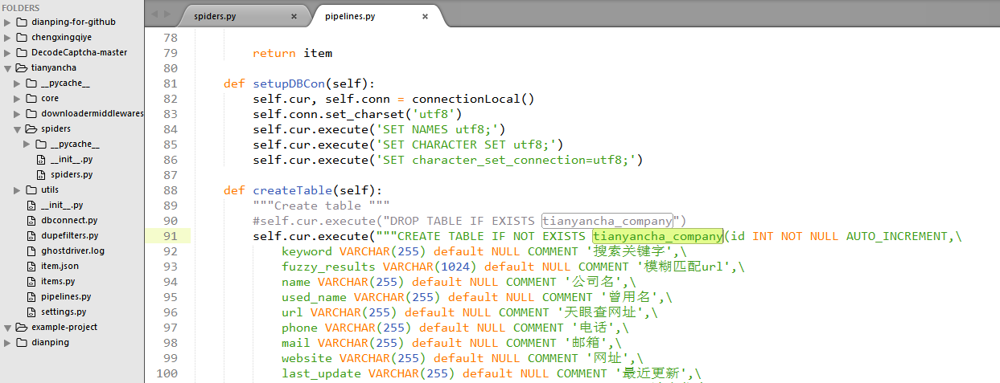 FOLDERS
dianping-for-github
chengxingqiye
DecodeCaptcha-master
tianyancha
__pycache__
core
downloadermiddlewares
spiders
__pycache__
__init__.py
spiders.py
utils
__init__.py
dbconnect.py
dupefilters.py
ghostdriver.log
item.json
items.py
pipelines.py
settings.py
example-project
dianping
spiders.py ×
pipelines.py ×
78
79 return item
80
81 def setupDBCon(self):
82 self.cur, self.conn = connectionLocal()
83 self.conn.set_charset('utf8')
84 self.cur.execute('SET NAMES utf8;')
85 self.cur.execute('SET CHARACTER SET utf8;')
86 self.cur.execute('SET character_set_connection=utf8;')
87
88 def createTable(self):
89 """Create table """
90 #self.cur.execute("DROP TABLE IF EXISTS tianyancha_company")
91 self.cur.execute("""CREATE TABLE IF NOT EXISTS tianyancha_company(id INT NOT NULL AUTO_INCREMENT,\
92 keyword VARCHAR(255) default NULL COMMENT '搜索关键字',\
93 fuzzy_results VARCHAR(1024) default NULL COMMENT '模糊匹配url',\
94 name VARCHAR(255) default NULL COMMENT '公司名',\
95 used_name VARCHAR(255) default NULL COMMENT '曾用名',\
96 url VARCHAR(255) default NULL COMMENT '天眼查网址',\
97 phone VARCHAR(255) default NULL COMMENT '电话',\
98 mail VARCHAR(255) default NULL COMMENT '邮箱',\
99 website VARCHAR(255) default NULL COMMENT '网址',\
100 last_update VARCHAR(255) default NULL COMMENT '最近更新',\